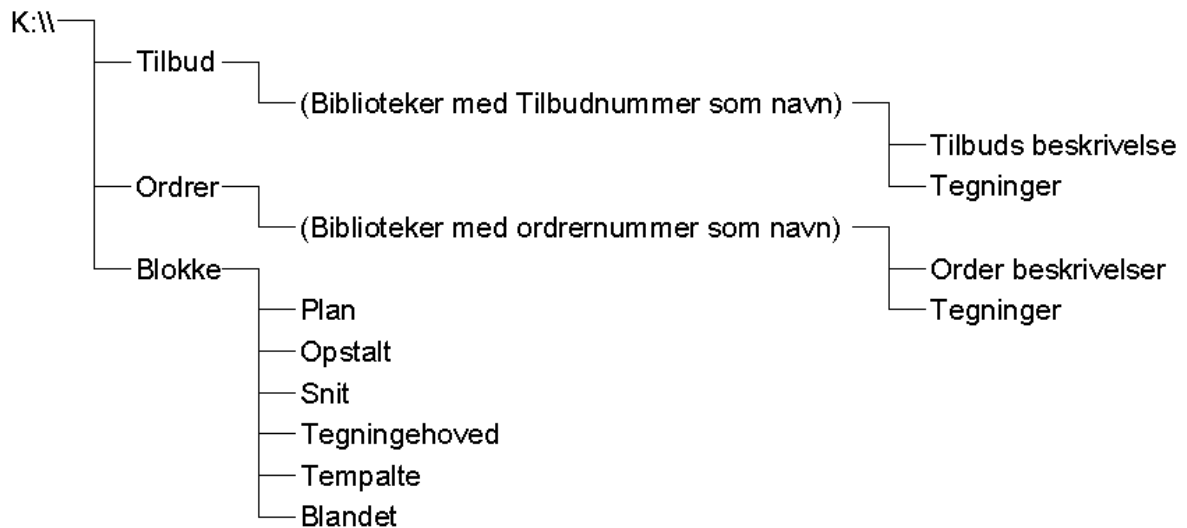 K:\\
Tilbud
(Biblioteker med Tilbudnummer som navn)
Tilbuds beskrivelse
Tegninger
Ordrer
(Biblioteker med ordrernummer som navn)
Order beskrivelser
Tegninger
Blokke
Plan
Opstalt
Snit
Tegningehoved
Tempalte
Blandet